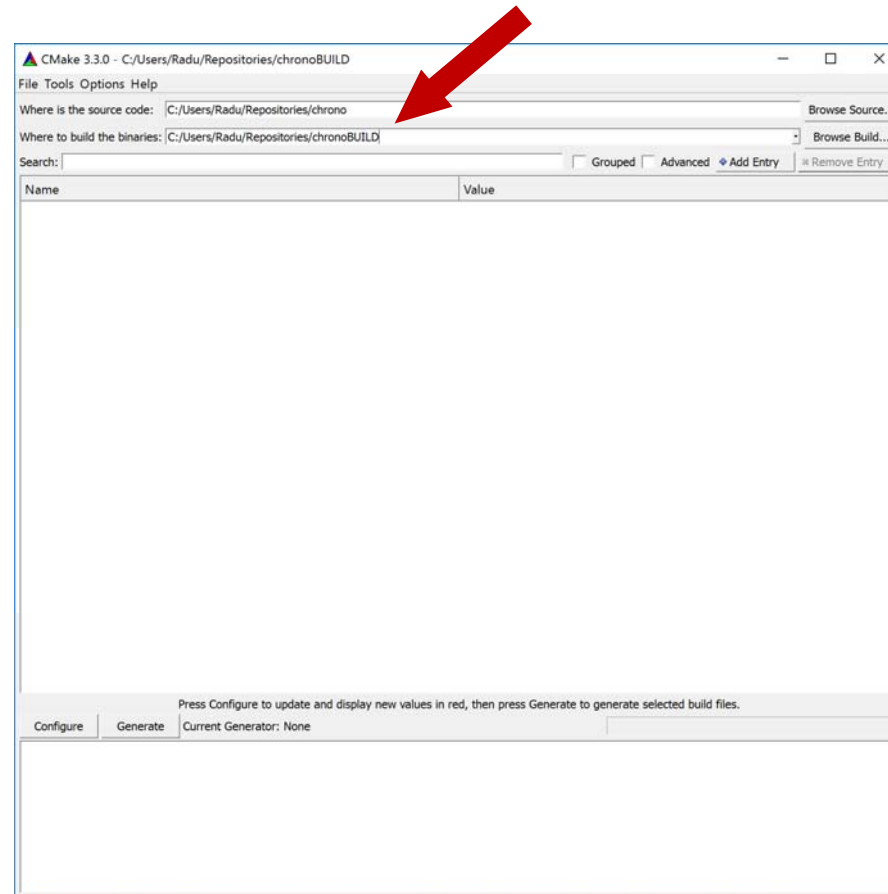 CMake 3.3.0 - C:/Users/Radu/Repositories/chronoBUILD
File Tools Options Help
Where is the source code: C:/Users/Radu/Repositories/chrono Browse Source.
Where to build the binaries: C:/Users/Radu/Repositories/chronoBUILD Browse Build...
Search: Grouped Advanced Add Entry Remove Entry
Name Value
Press Configure to update and display new values in red, then press Generate to generate selected build files.
Configure Generate Current Generator: None